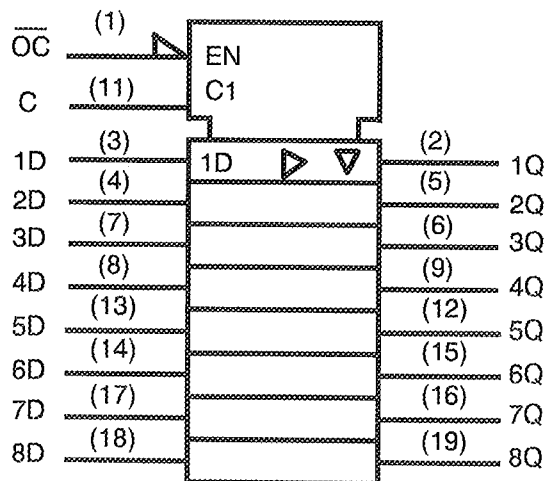 (1)
OC EN
C (11) C1
1D (3) 1D (2) 1Q
2D (4) (5) 2Q
3D (7) (6) 3Q
4D (8) (9) 4Q
5D (13) (12) 5Q
6D (14) (15) 6Q
7D (17) (16) 7Q
8D (18) (19) 8Q